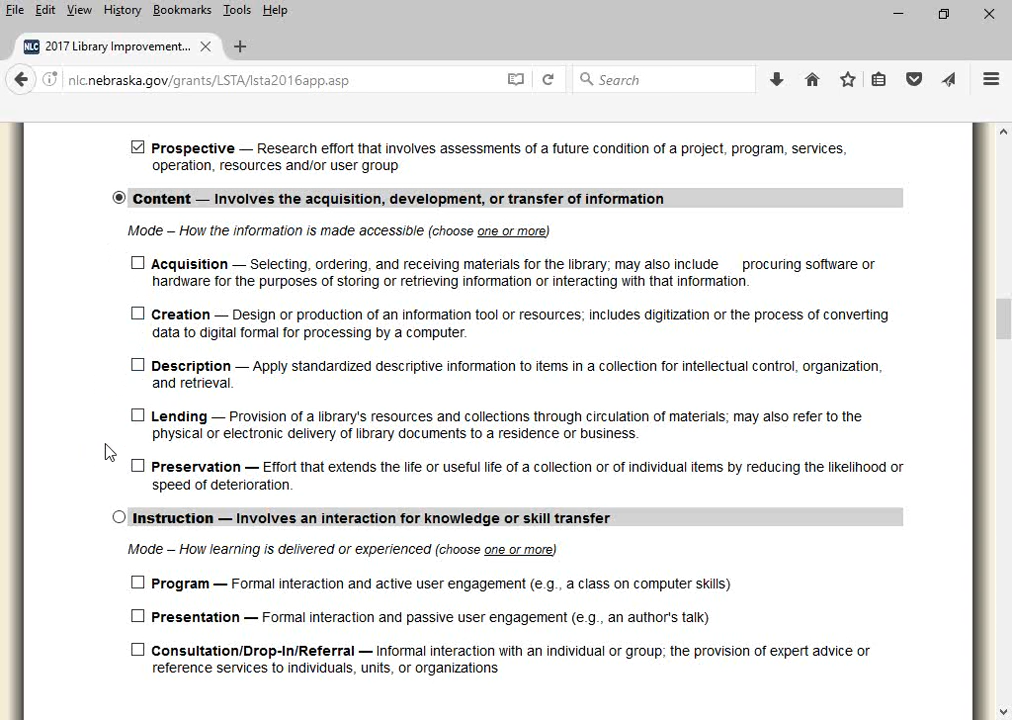 File Edit View History Bookmarks Tools Help
NLC 2017 Library Improvement...
nlc.nebraska.gov/grants/LSTA/lsta2016app.asp
Search
Prospective — Research effort that involves assessments of a future condition of a project, program, services,
operation, resources and/or user group
Content — Involves the acquisition, development, or transfer of information
Mode – How the information is made accessible (choose one or more)
Acquisition — Selecting, ordering, and receiving materials for the library; may also include procuring software or
hardware for the purposes of storing or retrieving information or interacting with that information.
Creation — Design or production of an information tool or resources; includes digitization or the process of converting
data to digital formal for processing by a computer.
Description — Apply standardized descriptive information to items in a collection for intellectual control, organization,
and retrieval.
Lending — Provision of a library's resources and collections through circulation of materials; may also refer to the
physical or electronic delivery of library documents to a residence or business.
Preservation — Effort that extends the life or useful life of a collection or of individual items by reducing the likelihood or
speed of deterioration.
Instruction — Involves an interaction for knowledge or skill transfer
Mode – How learning is delivered or experienced (choose one or more)
Program — Formal interaction and active user engagement (e.g., a class on computer skills)
Presentation — Formal interaction and passive user engagement (e.g., an author's talk)
Consultation/Drop-In/Referral — Informal interaction with an individual or group; the provision of expert advice or
reference services to individuals, units, or organizations